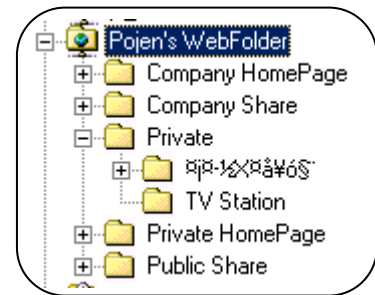 Pojen's WebFolder
Company HomePage
Company Share
Private
TV Station
Private HomePage
Public Share